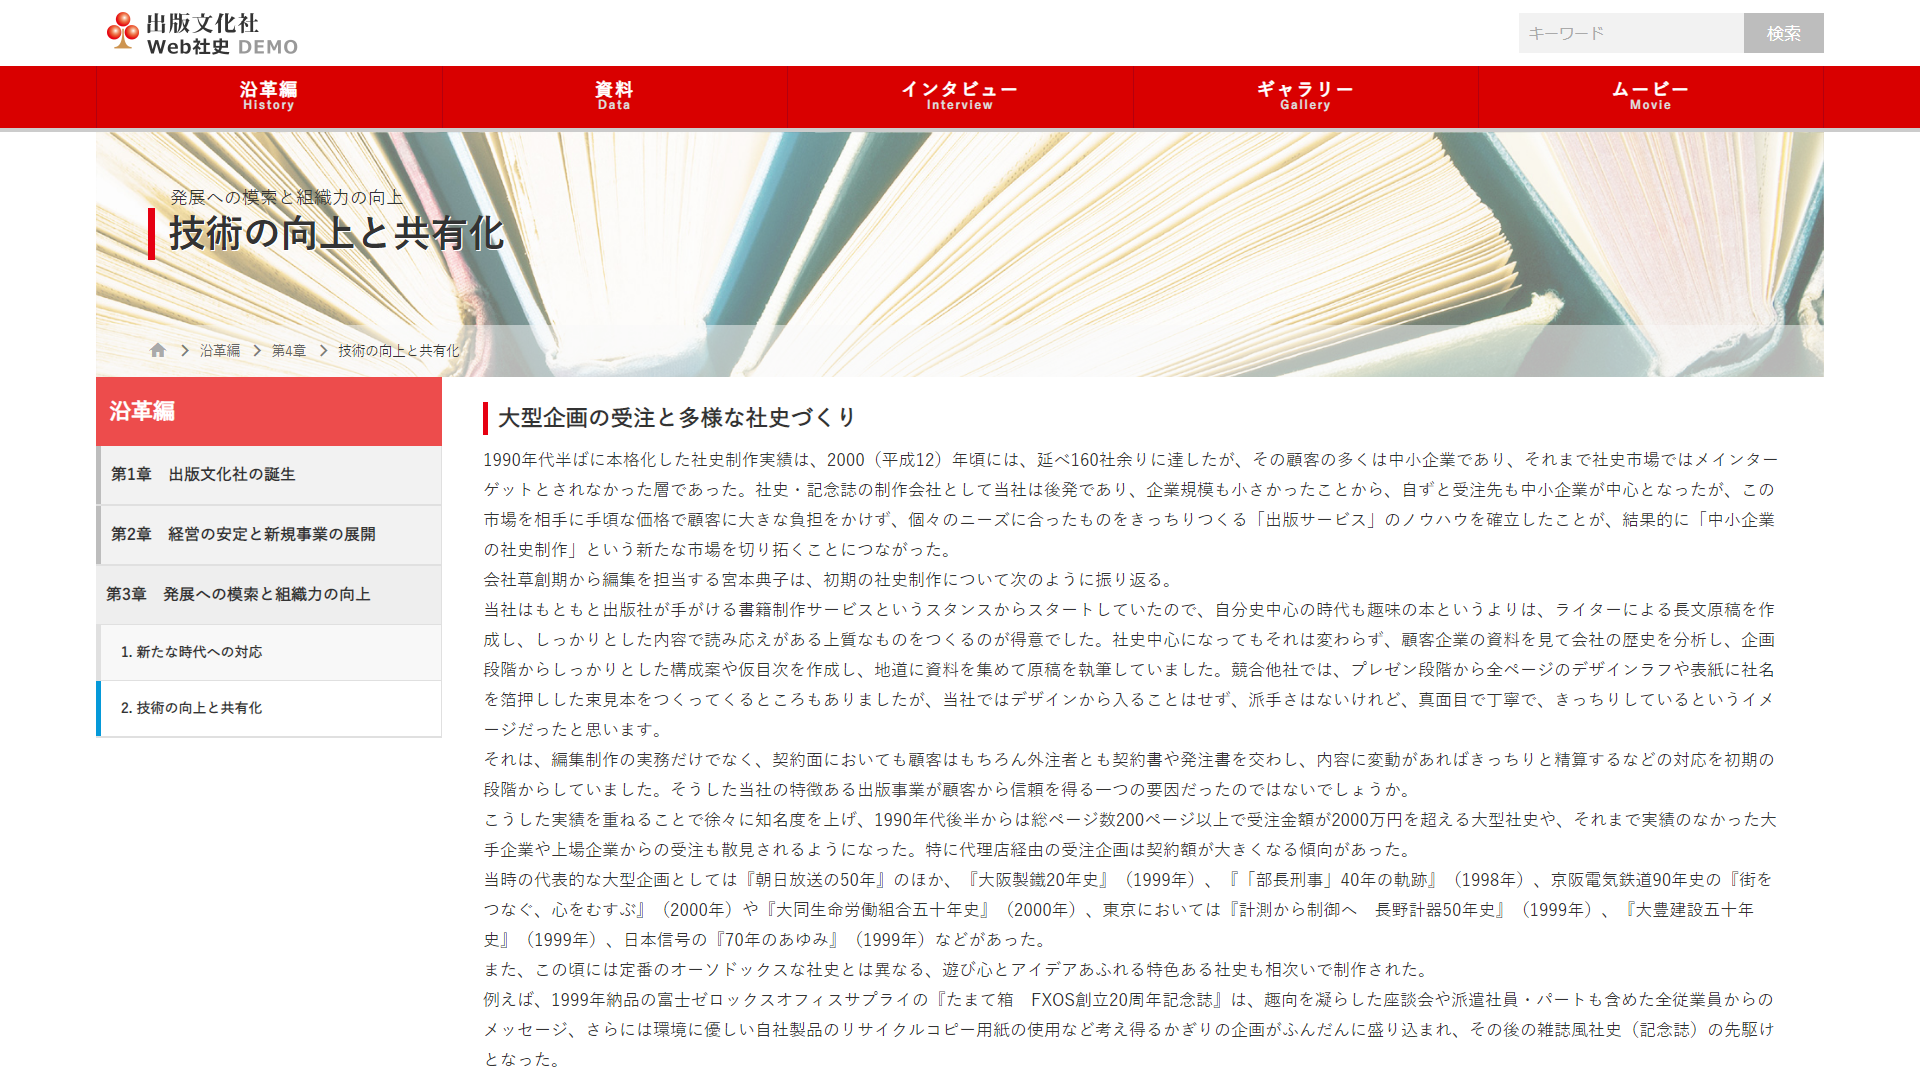 出版文化社
Web社史 DEMO
キーワード
検索
沿革編
History
資料
Data
インタビュー
Interview
ギャラリー
Gallery
ムービー
Movie
発展への模索と組織力の向上
技術の向上と共有化
沿革編
第4章
技術の向上と共有化
沿革編
第1章　出版文化社の誕生
第2章　経営の安定と新規事業の展開
第3章　発展への模索と組織力の向上
1. 新たな時代への対応
2. 技術の向上と共有化
大型企画の受注と多様な社史づくり
1990年代半ばに本格化した社史制作実績は、2000（平成12）年頃には、延べ160社余りに達したが、その顧客の多くは中小企業であり、それまで社史市場ではメインター
ゲットとされなかった層であった。社史・記念誌の制作会社として当社は後発であり、企業規模も小さかったことから、自ずと受注先も中小企業が中心となったが、この
市場を相手に手頃な価格で顧客に大きな負担をかけず、個々のニーズに合ったものをきっちりつくる「出版サービス」のノウハウを確立したことが、結果的に「中小企業
の社史制作」という新たな市場を切り拓くことにつながった。
会社草創期から編集を担当する宮本典子は、初期の社史制作について次のように振り返る。
当社はもともと出版社が手がける書籍制作サービスというスタンスからスタートしていたので、自分史中心の時代も趣味の本というよりは、ライターによる長文原稿を作
成し、しっかりとした内容で読み応えがある上質なものをつくるのが得意でした。社史中心になってもそれは変わらず、顧客企業の資料を見て会社の歴史を分析し、企画
段階からしっかりとした構成案や仮目次を作成し、地道に資料を集めて原稿を執筆していました。競合他社では、プレゼン段階から全ページのデザインラフや表紙に社名
を箔押しした束見本をつくってくるところもありましたが、当社ではデザインから入ることはせず、派手さはないけれど、真面目で丁寧で、きっちりしているというイメ
ージだったと思います。
それは、編集制作の実務だけでなく、契約面においても顧客はもちろん外注者とも契約書や発注書を交わし、内容に変動があればきっちりと精算するなどの対応を初期の
段階からしていました。そうした当社の特徴ある出版事業が顧客から信頼を得る一つの要因だったのではないでしょうか。
こうした実績を重ねることで徐々に知名度を上げ、1990年代後半からは総ページ数200ページ以上で受注金額が2000万円を超える大型社史や、それまで実績のなかった大
手企業や上場企業からの受注も散見されるようになった。特に代理店経由の受注企画は契約額が大きくなる傾向があった。
当時の代表的な大型企画としては『朝日放送の50年』のほか、『大阪製鐵20年史』（1999年）、『「部長刑事」40年の軌跡』（1998年）、京阪電気鉄道90年史の『街を
つなぐ、心をむすぶ』（2000年）や『大同生命労働組合五十年史』（2000年）、東京においては『計測から制御へ　長野計器50年史』（1999年）、『大豊建設五十年
史』（1999年）、日本信号の『70年のあゆみ』（1999年）などがあった。
また、この頃には定番のオーソドックスな社史とは異なる、遊び心とアイデアあふれる特色ある社史も相次いで制作された。
例えば、1999年納品の富士ゼロックスオフィスサプライの『たまて箱　FXOS創立20周年記念誌』は、趣向を凝らした座談会や派遣社員・パートも含めた全従業員からの
メッセージ、さらには環境に優しい自社製品のリサイクルコピー用紙の使用など考え得るかぎりの企画がふんだんに盛り込まれ、その後の雑誌風社史（記念誌）の先駆け
となった。